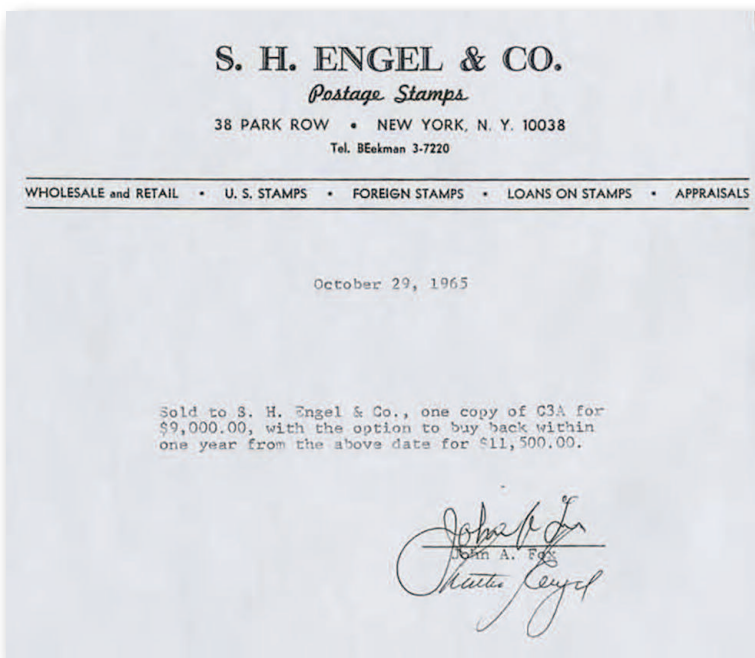 S. H. ENGEL & CO.
Postage Stamps
38 PARK ROW • NEW YORK, N. Y. 10038
Tel. BEekman 3-7220
WHOLESALE and RETAIL • U. S. STAMPS • FOREIGN STAMPS • LOANS ON STAMPS • APPRAISALS
October 29, 1965
Sold to S. H. Engel & Co., one copy of C3A for
$9,000.00, with the option to buy back within
one year from the above date for $11,500.00.
John A. Fox
John A. Fox
Engel